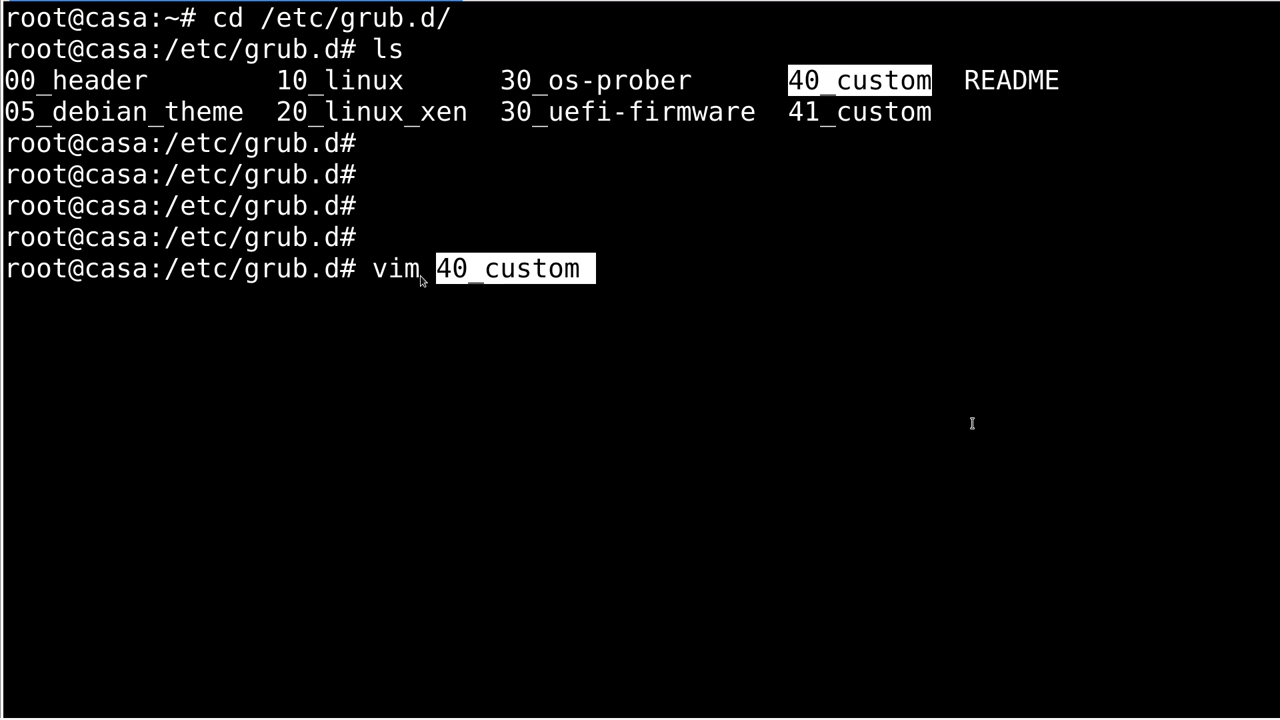 root@casa:~# cd /etc/grub.d/
root@casa:/etc/grub.d# ls
00_header        10_linux      30_os-prober      40_custom  README
05_debian_theme  20_linux_xen  30_uefi-firmware  41_custom
root@casa:/etc/grub.d#
root@casa:/etc/grub.d#
root@casa:/etc/grub.d#
root@casa:/etc/grub.d#
root@casa:/etc/grub.d# vim 40_custom